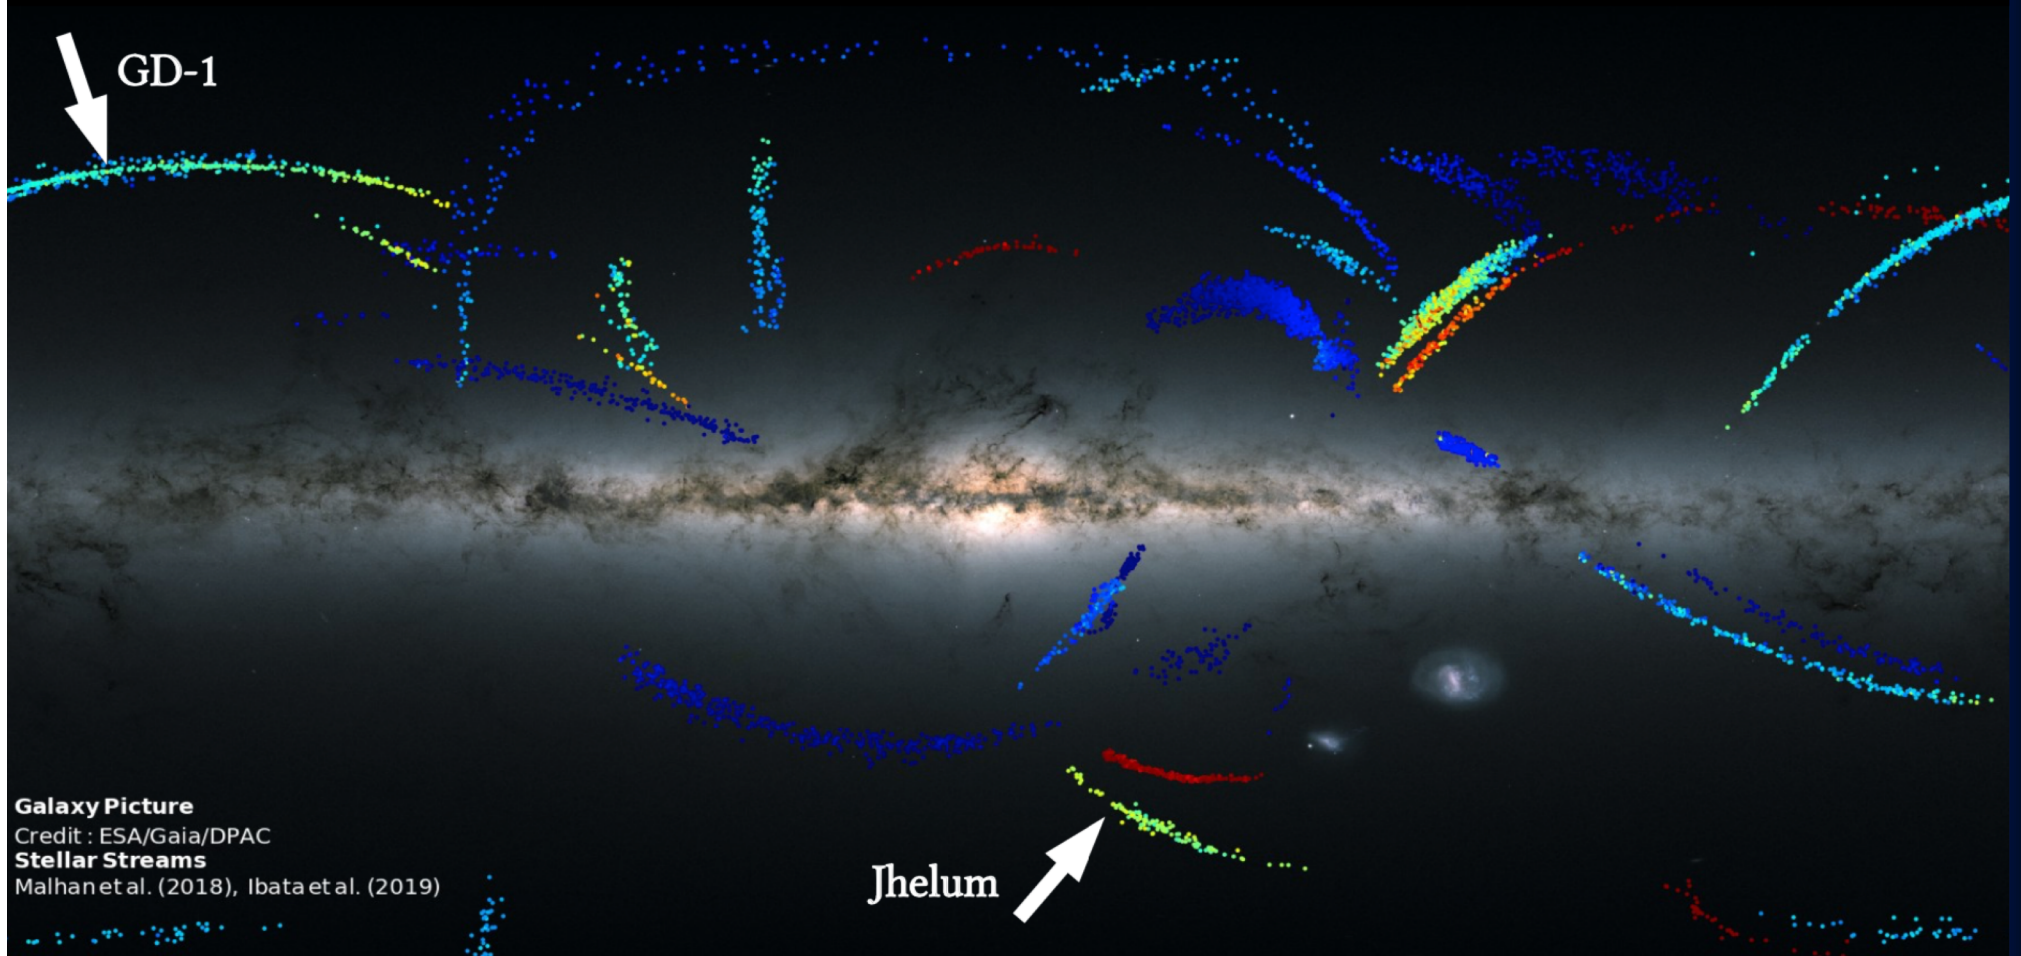 GD-1
Galaxy Picture
Credit : ESA/Gaia/DPAC
Stellar Streams
Malhan et al. (2018), Ibata et al. (2019)
Jhelum